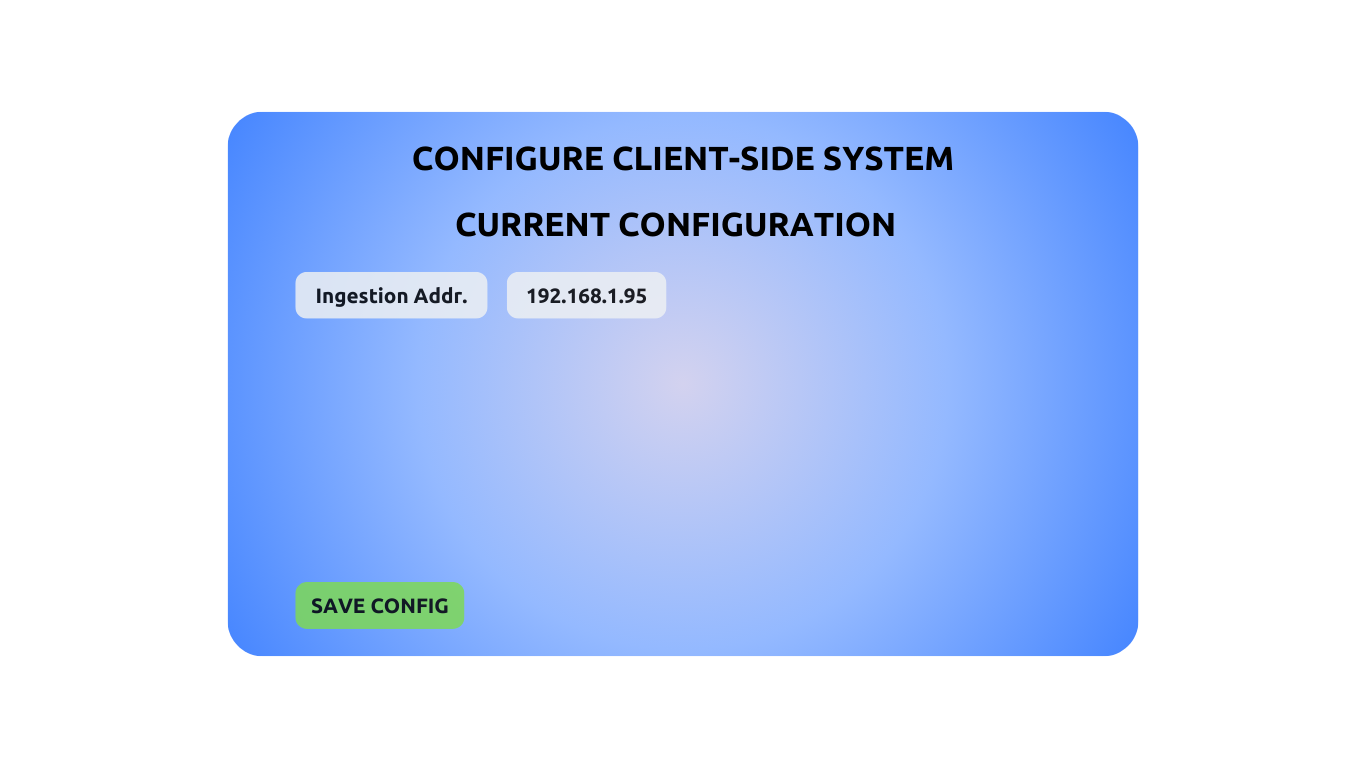 CONFIGURE CLIENT-SIDE SYSTEM
CURRENT CONFIGURATION
Ingestion Addr. 192.168.1.95
SAVE CONFIG